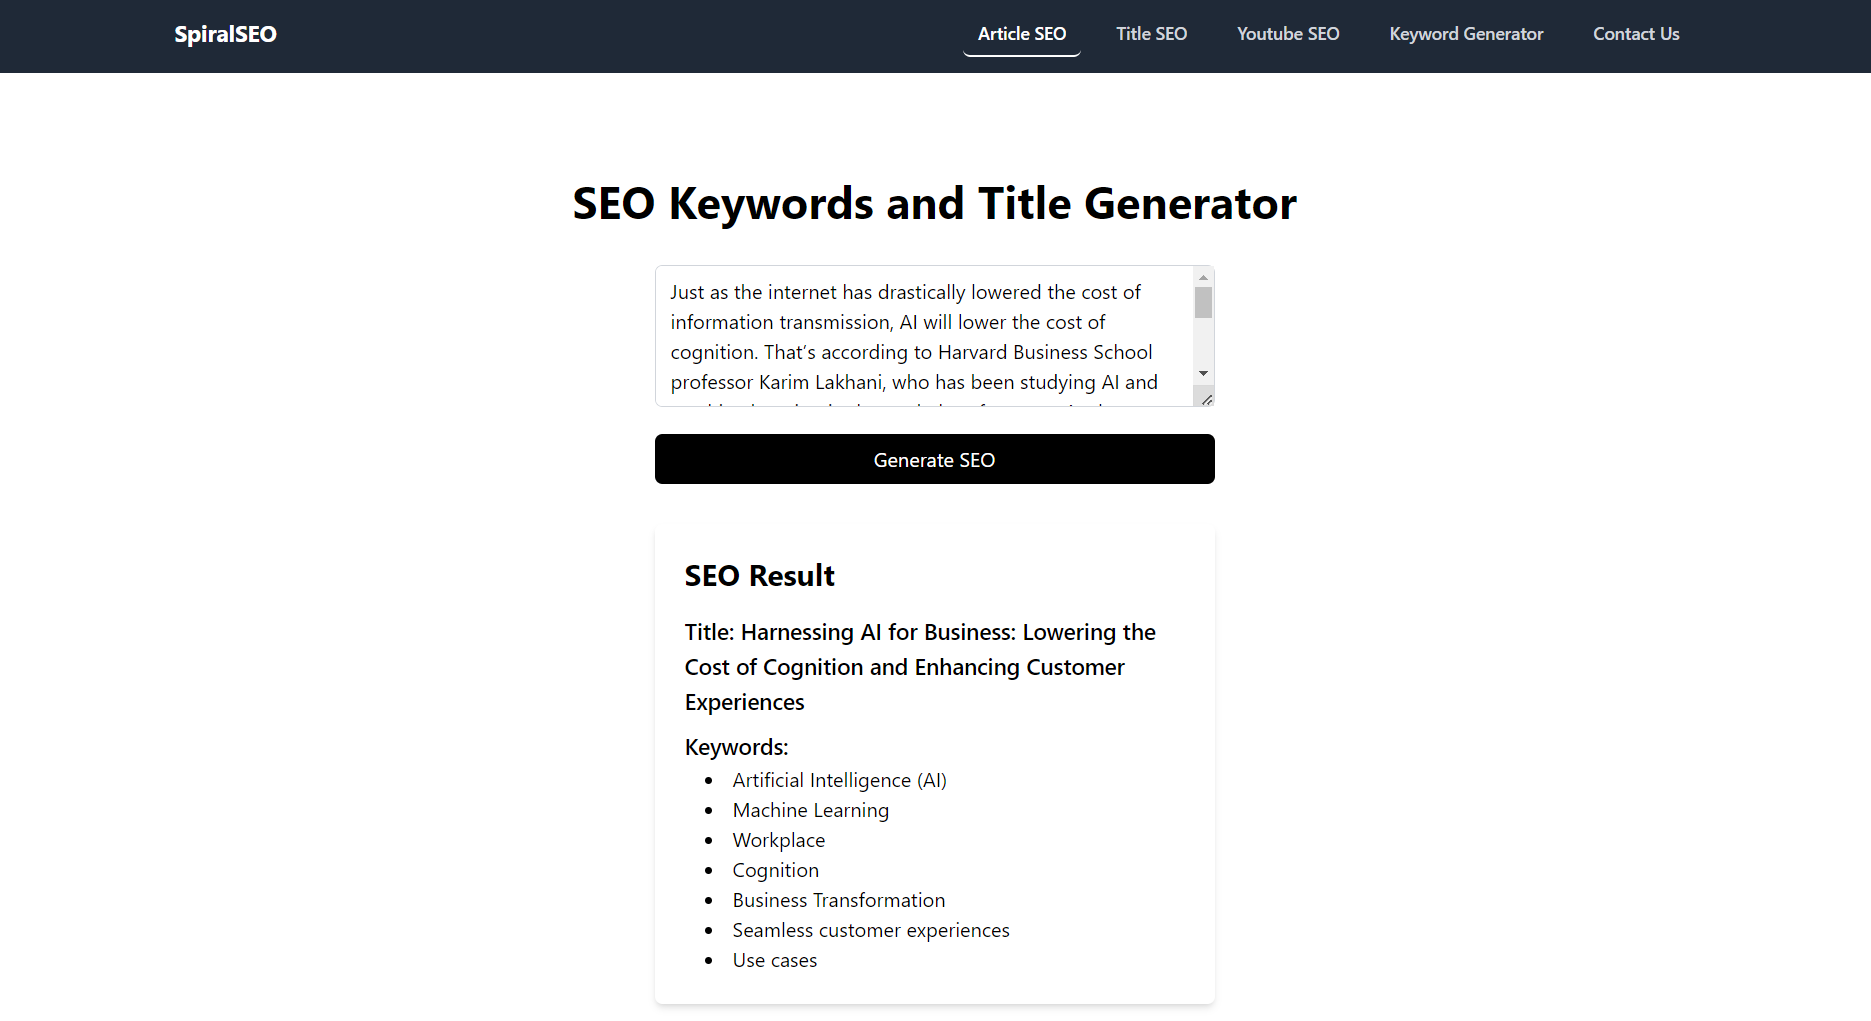 SpiralSEO
Article SEO
Title SEO
Youtube SEO
Keyword Generator
Contact Us
SEO Keywords and Title Generator
Just as the internet has drastically lowered the cost of
information transmission, AI will lower the cost of
cognition. That’s according to Harvard Business School
professor Karim Lakhani, who has been studying AI and
Generate SEO
SEO Result
Title: Harnessing AI for Business: Lowering the
Cost of Cognition and Enhancing Customer
Experiences
Keywords:
Artificial Intelligence (AI)
Machine Learning
Workplace
Cognition
Business Transformation
Seamless customer experiences
Use cases